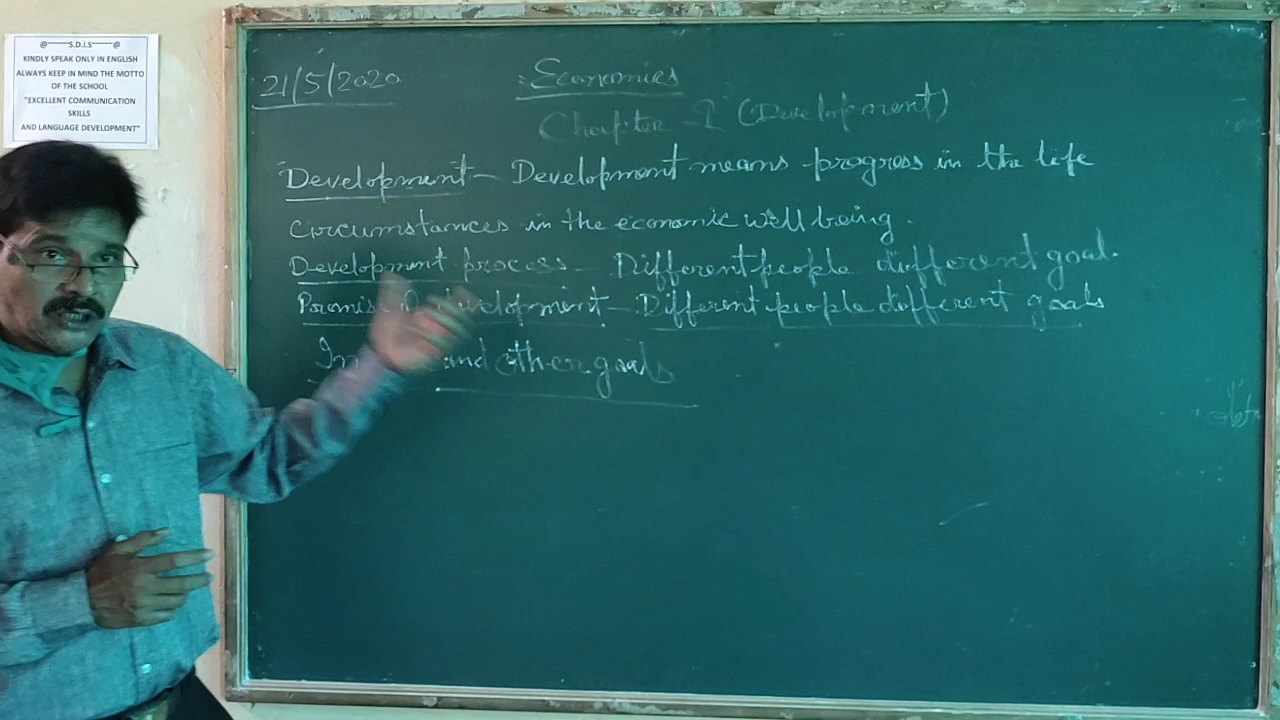 @~~~~~S.D.I.S~~~~~@
KINDLY SPEAK ONLY IN ENGLISH
ALWAYS KEEP IN MIND THE MOTTO
OF THE SCHOOL
"EXCELLENT COMMUNICATION
SKILLS
AND LANGUAGE DEVELOPMENT"
21/5/2020 Economics
Chapter - 1 (Development)
Development - Development means progress in the life
circumstances in the economic well being.
Development process - Different people different goal.
development - Different people different goals
and other goals